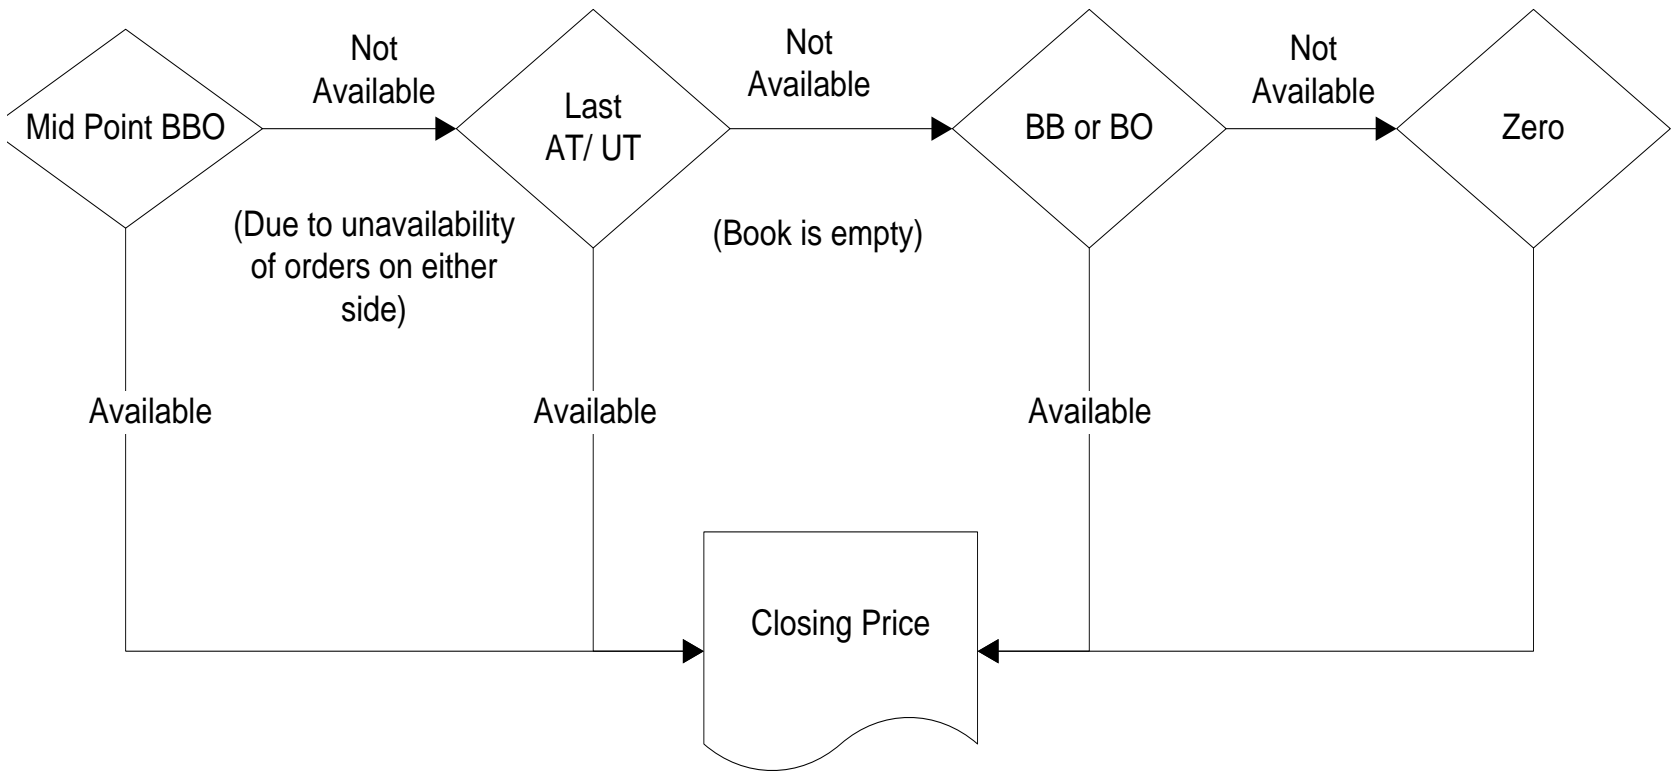 Not
Available
Not
Available
Not
Available
Mid Point BBO
Last
AT/ UT
BB or BO
Zero
(Due to unavailability
of orders on either
side)
(Book is empty)
Available
Available
Available
Closing Price